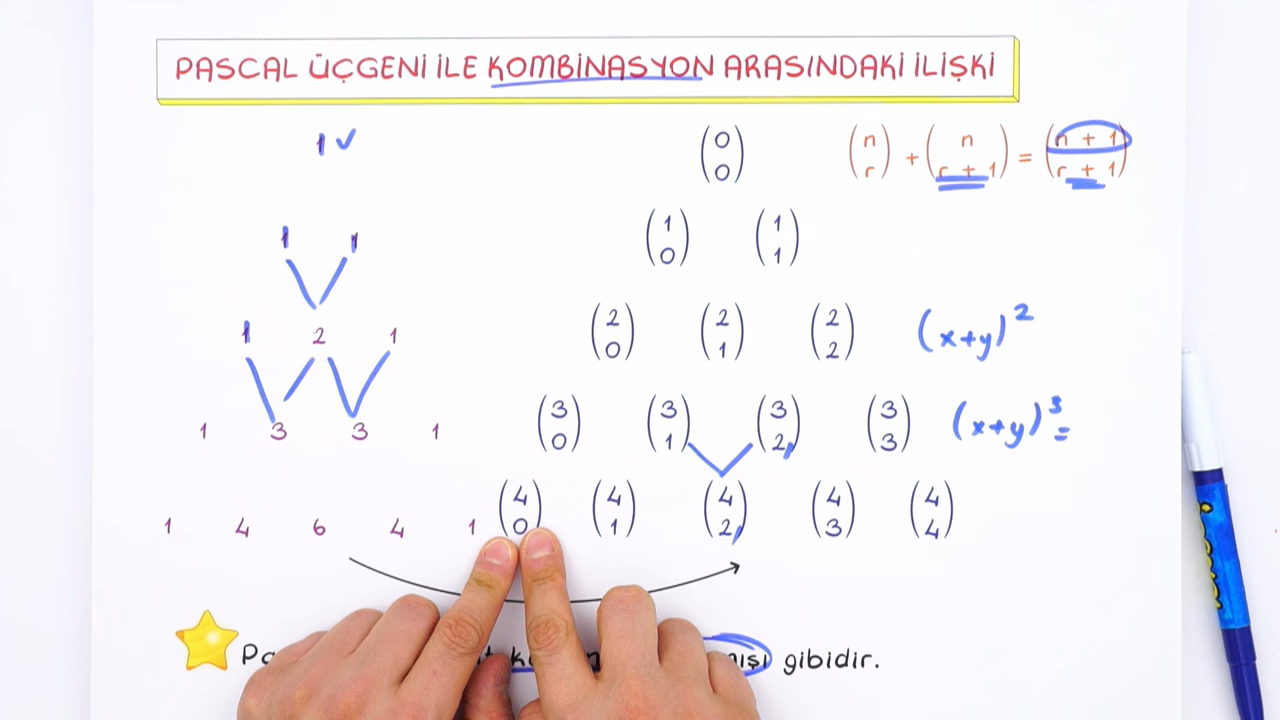 PASCAL ÜÇGENİ İLE KOMBİNASYON ARASINDAKİ İLİŞKİ
1 ✓ (0 0) (n r) + (n r + 1) = (n + 1 r + 1)
1 1 (1 0) (1 1)
1 2 1 (2 0) (2 1) (2 2) (x+y)²
1 3 3 1 (3 0) (3 1) (3 2) (3 3) (x+y)³ =
1 4 6 4 1 (4 0) (4 1) (4 2) (4 3) (4 4)
gibidir.